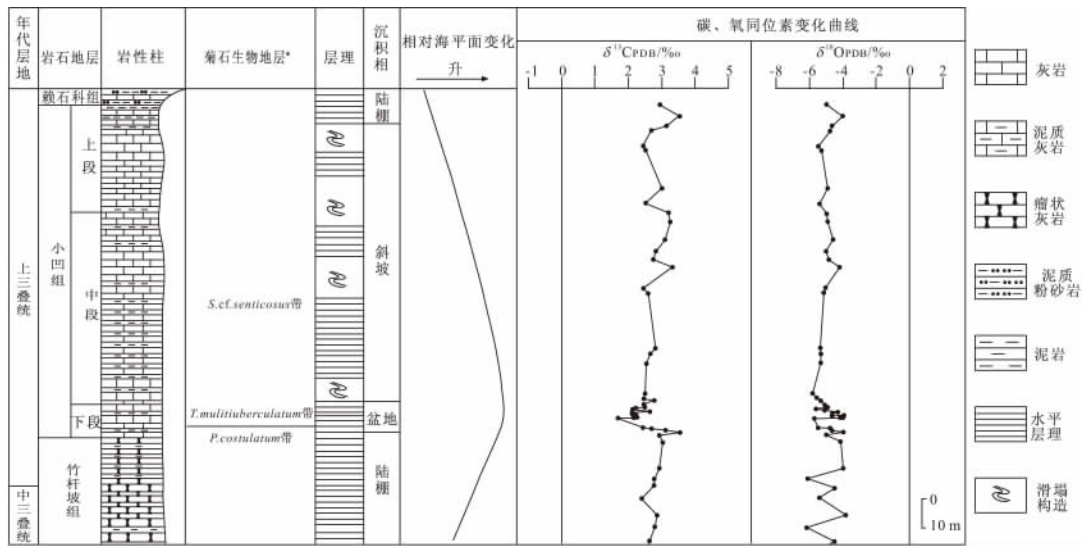 年代层地
岩石地层
岩性柱
菊石生物地层*
层理
沉积相
相对海平面变化
升
碳、氧同位素变化曲线
δ¹³CPDB/‰
-1 0 1 2 3 4 5
δ¹⁸OPDB/‰
-8 -6 -4 -2 0 2
上三叠统
中三叠统
赖石科组
小凹组
上段
中段
下段
竹杆坡组
S.cf.senticosus带
T.mulitiuberculatum带
P.costulatum带
陆棚
斜坡
盆地
陆棚
0
10 m
灰岩
泥质
灰岩
瘤状
灰岩
泥质
粉砂岩
泥岩
水平
层理
滑塌
构造